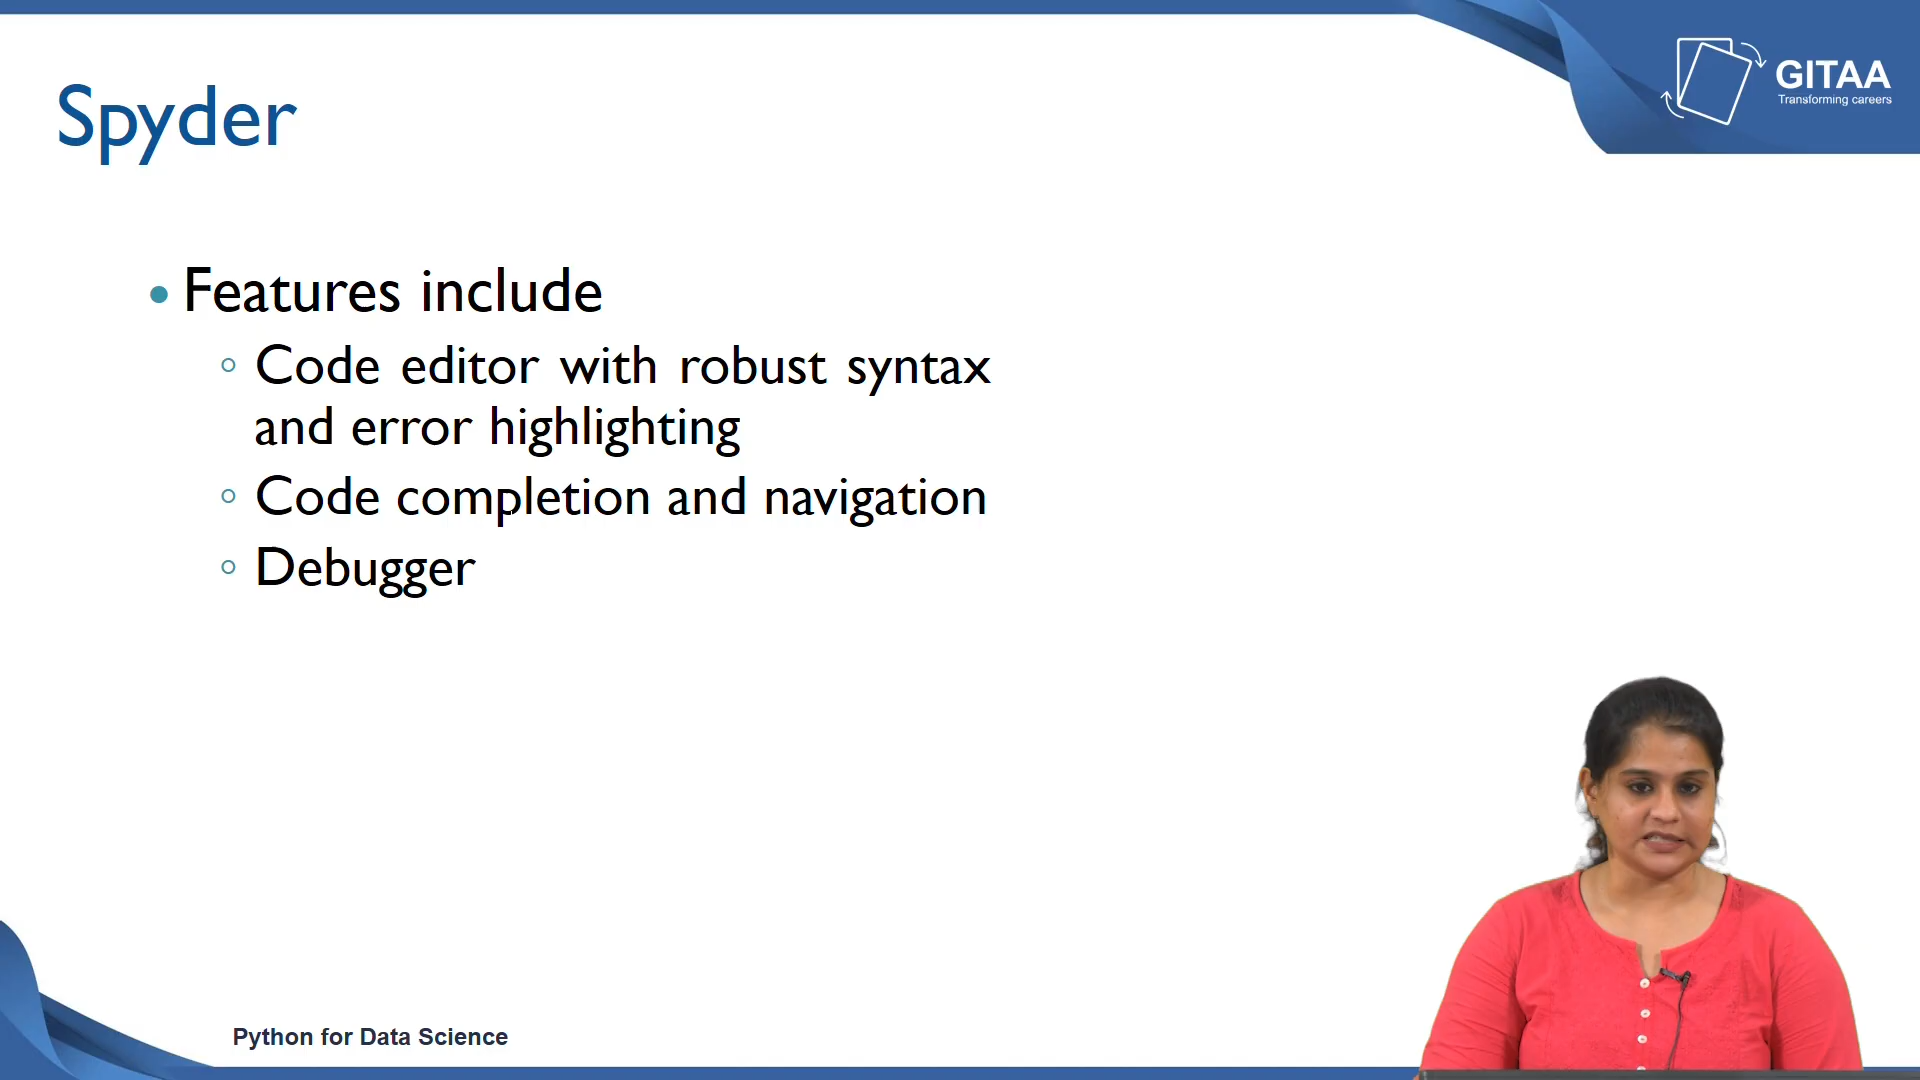 GITAA
Transforming careers
Spyder
• Features include
◦ Code editor with robust syntax
and error highlighting
◦ Code completion and navigation
◦ Debugger
Python for Data Science